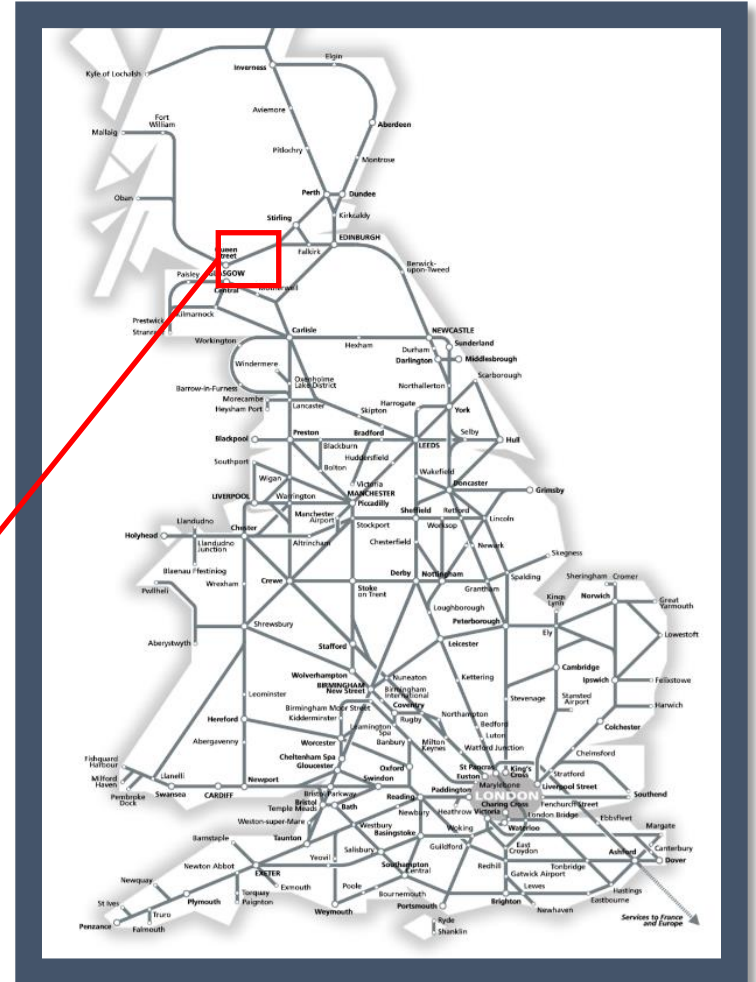 Elgin
Inverness
Kyle of Lochalsh
Aviemore
Fort
William
Aberdeen
Mallaig
Pitlochry
Montrose
Perth
Dundee
Oban
Stirling
Kirkcaldy
EDINBURGH
Queen
Street
Falkirk
Berwick-
upon-Tweed
Paisley
GLASGOW
Central
Motherwell
Prestwick
Kilmarnock
Stranraer
Carlisle
NEWCASTLE
Workington
Hexham
Sunderland
Durham
Darlington
Middlesbrough
Windermere
Scarborough
Oxenholme
Lake District
Barrow-in-Furness
Northallerton
Morecambe
Heysham Port
Lancaster
Harrogate
York
Skipton
Blackpool
Preston
Bradford
Selby
Hull
Blackburn
LEEDS
Southport
Bolton
Huddersfield
Wakefield
Wigan
Victoria
Doncaster
MANCHESTER
Piccadilly
Grimsby
LIVERPOOL
Warrington
Sheffield
Retford
Manchester
Airport
Lincoln
Llandudno
Chester
Stockport
Worksop
Holyhead
Llandudno
Junction
Altrincham
Chesterfield
Newark
Skegness
Blaenau Ffestiniog
Crewe
Derby
Nottingham
Spalding
Sheringham
Cromer
Wrexham
Stoke
on Trent
Grantham
Pwllheli
Kings
Lynn
Norwich
Great
Yarmouth
Loughborough
Peterborough
Shrewsbury
Aberystwyth
Stafford
Leicester
Ely
Lowestoft
Wolverhampton
Cambridge
BIRMINGHAM
New Street
Nuneaton
Kettering
Ipswich
Felixstowe
Birmingham
International
Leominster
Birmingham Moor Street
Coventry
Stevenage
Stansted
Airport
Harwich
Kidderminster
Rugby
Northampton
Hereford
Leamington
Spa
Bedford
Colchester
Abergavenny
Worcester
Banbury
Milton
Keynes
Luton
Cheltenham Spa
Watford Junction
Chelmsford
Fishguard
Harbour
Gloucester
Oxford
St Pancras
King's
Cross
Stratford
Milford
Haven
Llanelli
Newport
Swindon
Euston
Marylebone
Liverpool Street
Pembroke
Dock
Swansea
CARDIFF
Bristol Parkway
Paddington
LONDON
Southend
Bristol
Temple Meads
Bath
Reading
Charing Cross
Fenchurch Street
Newbury
Heathrow
Victoria
London Bridge
Ebbsfleet
Weston-super-Mare
Westbury
Waterloo
Margate
Barnstaple
Taunton
Basingstoke
Woking
East
Croydon
Canterbury
Newton Abbot
Yeovil
Salisbury
Guildford
Tonbridge
Ashford
Dover
Newquay
EXETER
Southampton
Central
Redhill
Gatwick Airport
Torquay
Exmouth
Poole
Lewes
Hastings
St Ives
Plymouth
Paignton
Bournemouth
Eastbourne
Truro
Weymouth
Portsmouth
Brighton
Newhaven
Penzance
Falmouth
Ryde
Shanklin
Services to France
and Europe